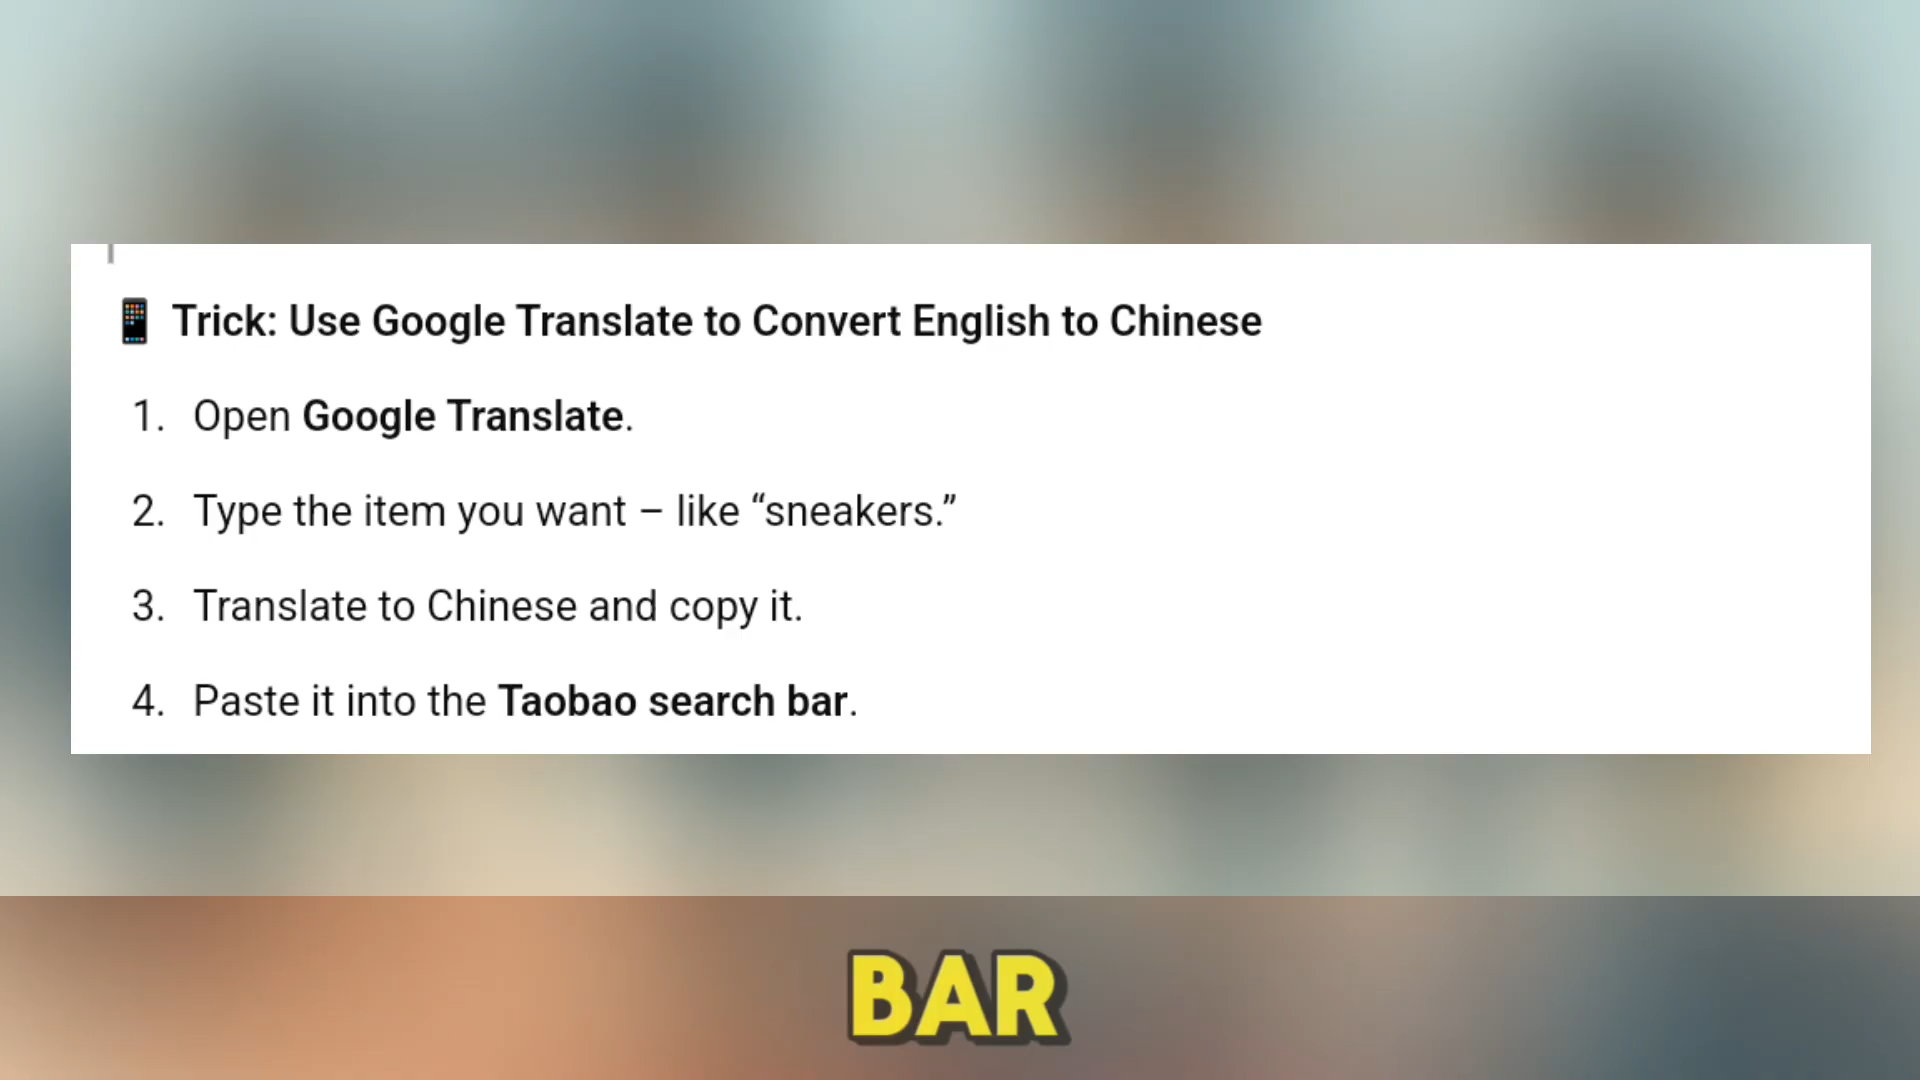 📱 Trick: Use Google Translate to Convert English to Chinese
1. Open Google Translate.
2. Type the item you want – like “sneakers.”
3. Translate to Chinese and copy it.
4. Paste it into the Taobao search bar.
BAR